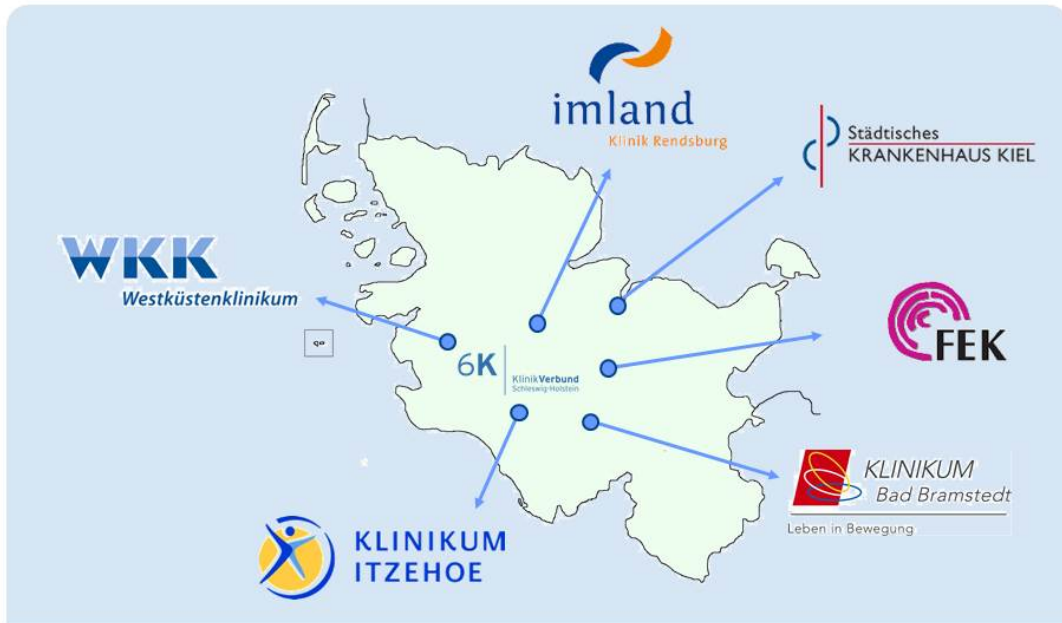 imland
Klinik Rendsburg
Städtisches
KRANKENHAUS KIEL
WKK
Westküstenklinikum
FEK
6K
KlinikVerbund
Schleswig-Holstein
KLINIKUM
Bad Bramstedt
Leben in Bewegung
KLINIKUM
ITZEHOE